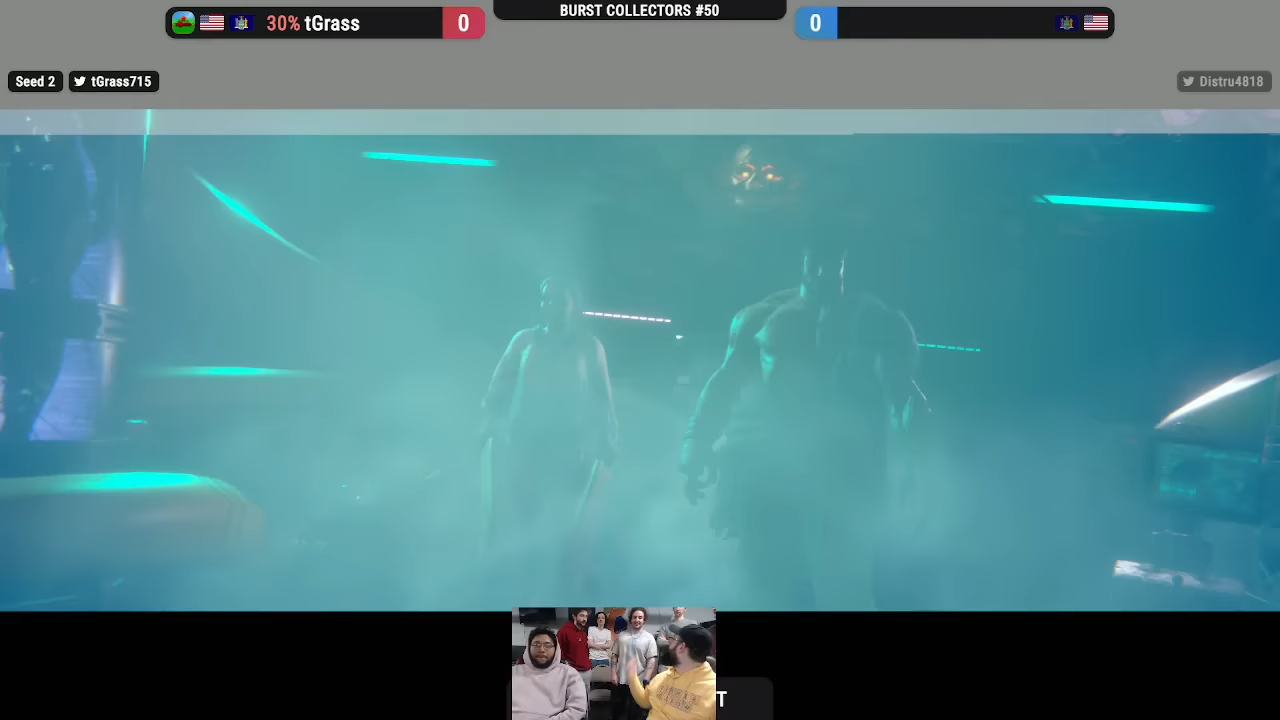 BURST COLLECTORS #50
30% tGrass 0
0
Seed 2 tGrass715
Distru4818
T